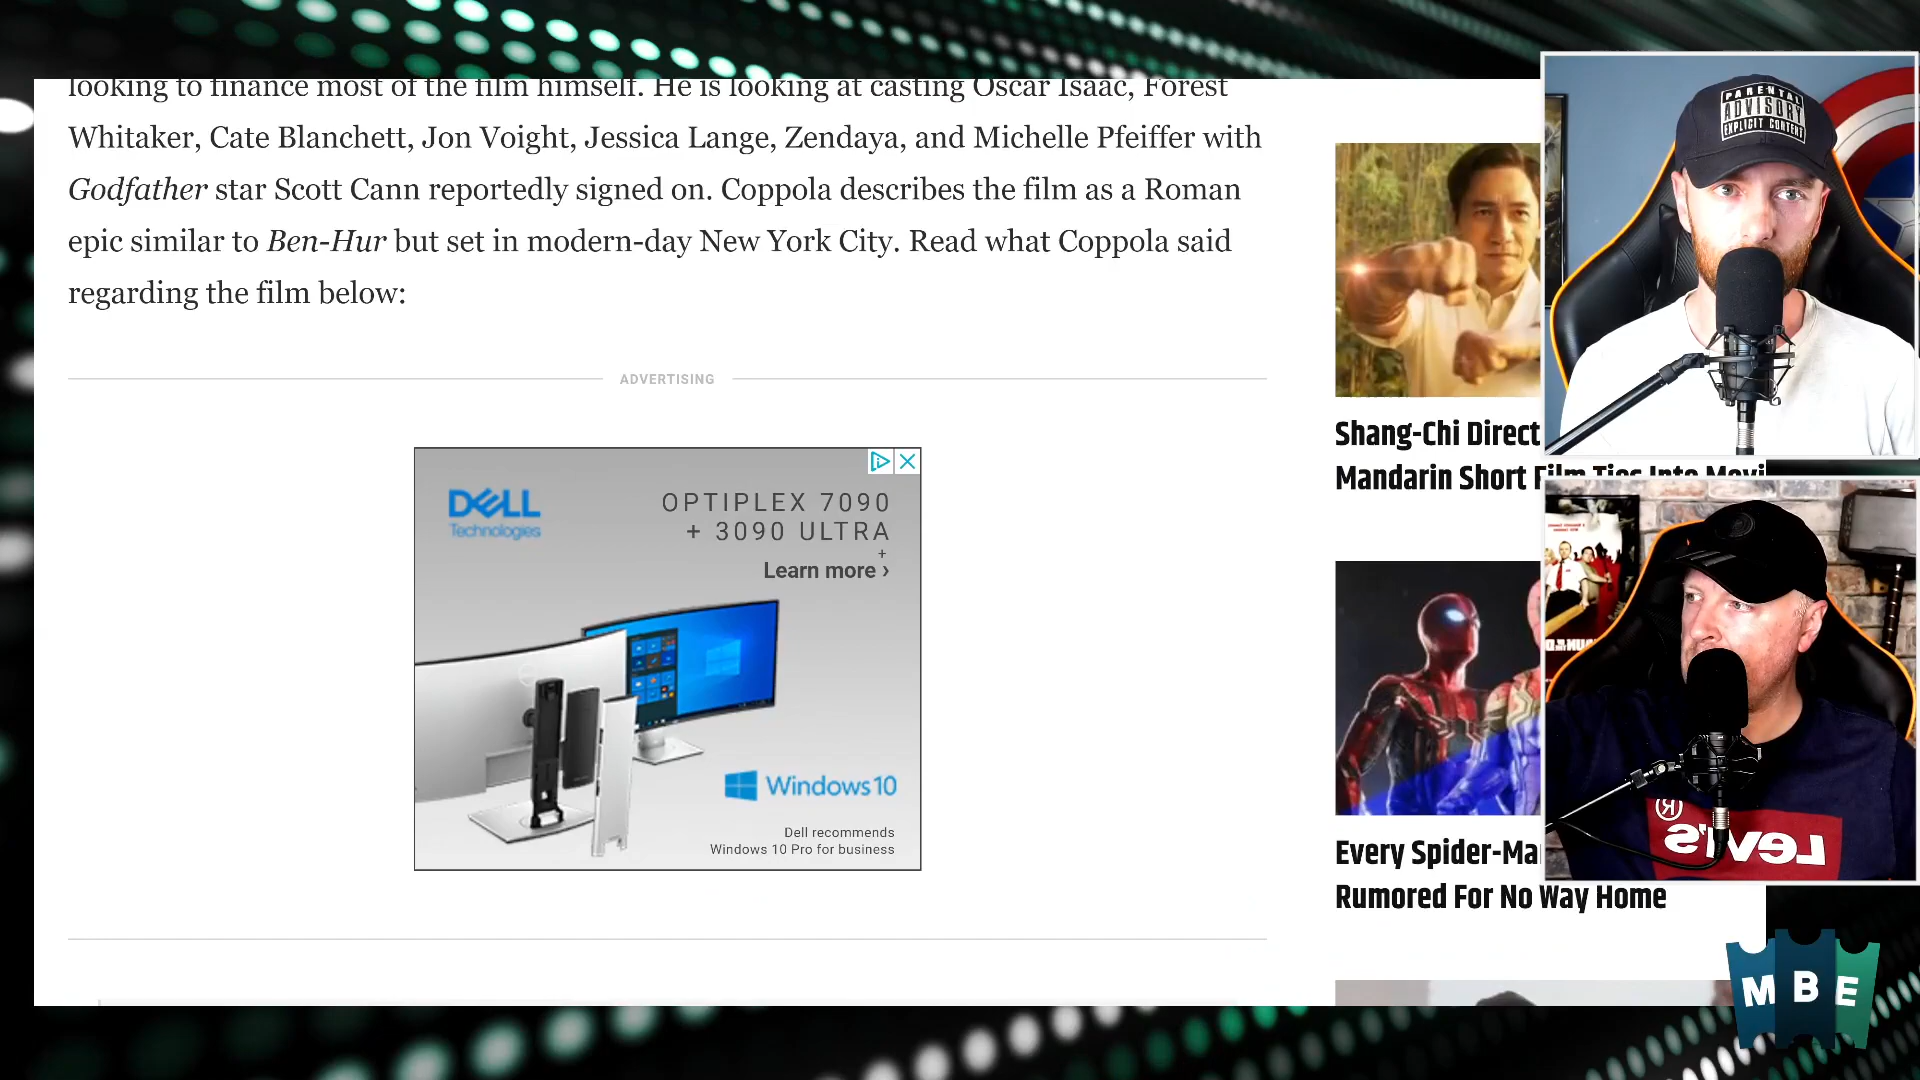 looking to finance most of the film himself. He is looking at casting Oscar Isaac, Forest
Whitaker, Cate Blanchett, Jon Voight, Jessica Lange, Zendaya, and Michelle Pfeiffer with
Godfather star Scott Cann reportedly signed on. Coppola describes the film as a Roman
epic similar to Ben-Hur but set in modern-day New York City. Read what Coppola said
regarding the film below:
ADVERTISING
DELL
Technologies
OPTIPLEX 7090
+ 3090 ULTRA
+
Learn more ›
Windows 10
Dell recommends
Windows 10 Pro for business
Shang-Chi Direct
Mandarin Short Film Ties Into Movi
Every Spider-Ma
Rumored For No Way Home
PARENTAL
ADVISORY
EXPLICIT CONTENT
Levi's®
MBE